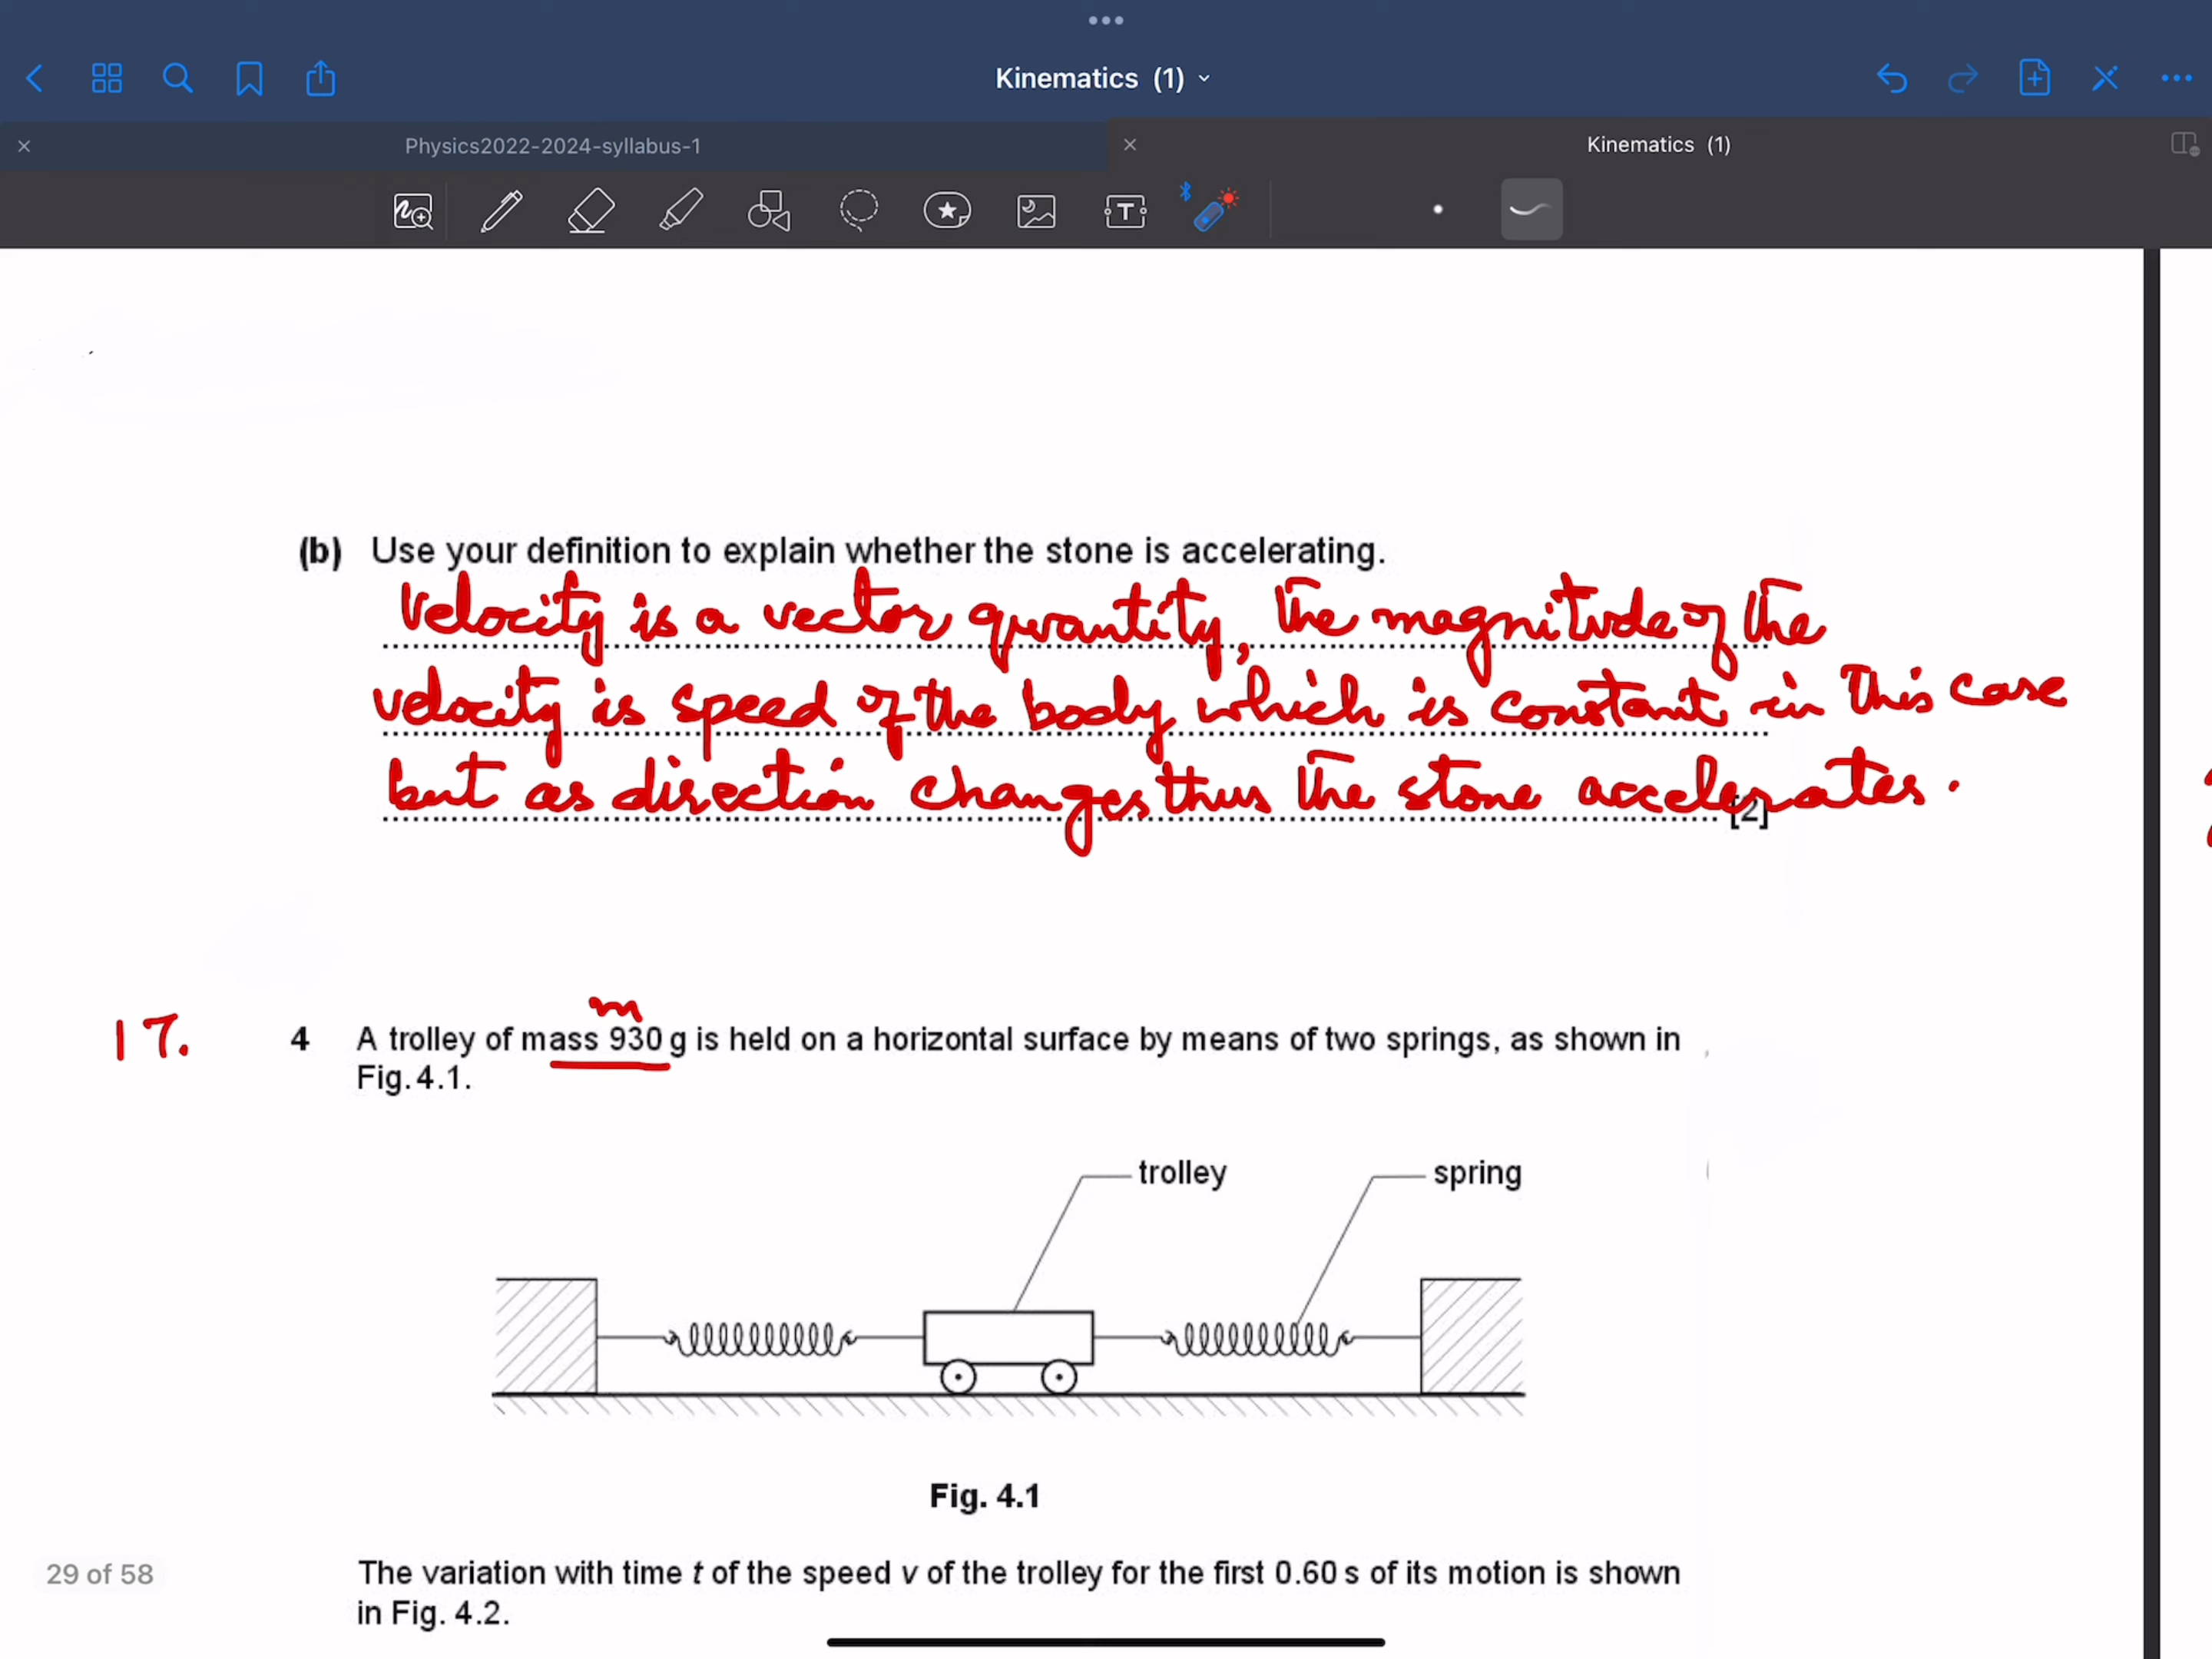 Kinematics (1)
Physics2022-2024-syllabus-1
Kinematics (1)
T
(b) Use your definition to explain whether the stone is accelerating.
Velocity is a vector quantity, the magnitude of the
velocity is speed of the body which is constant in this case
but as direction changes thus the stone accelerates.
[2]
m
17. 4 A trolley of mass 930 g is held on a horizontal surface by means of two springs, as shown in
Fig. 4.1.
trolley
spring
Fig. 4.1
29 of 58
The variation with time t of the speed v of the trolley for the first 0.60 s of its motion is shown
in Fig. 4.2.